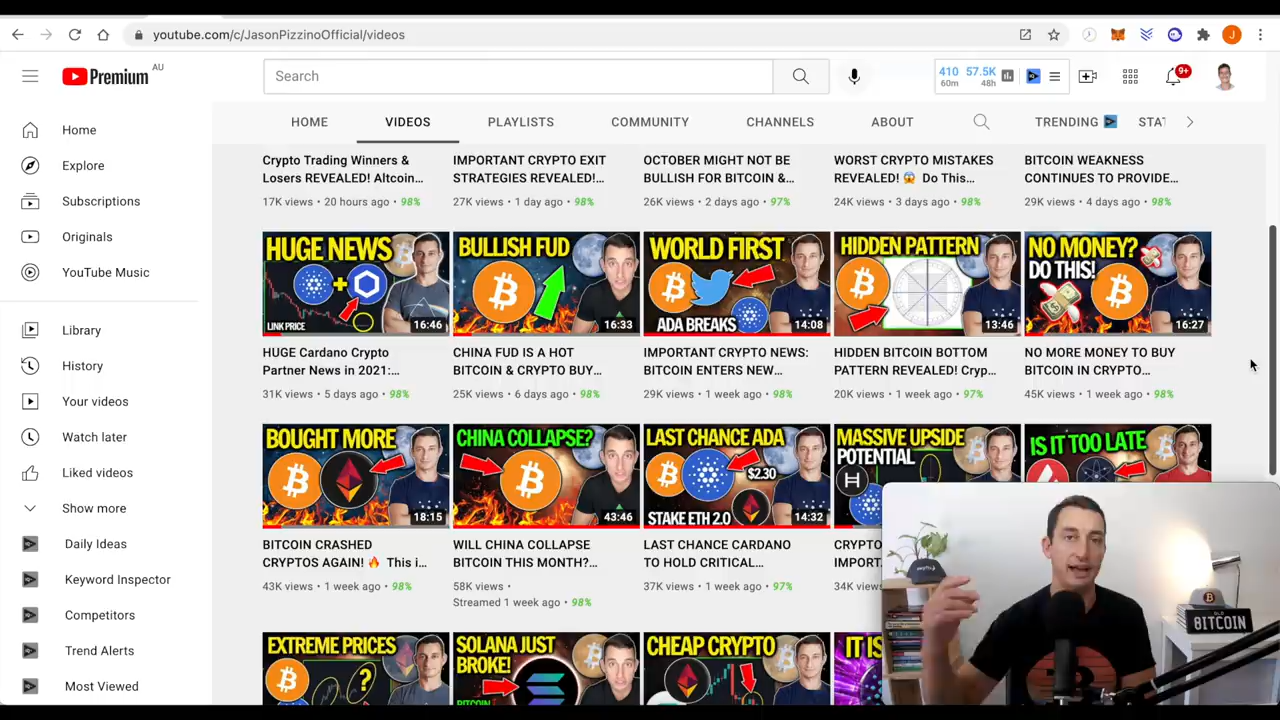 youtube.com/c/JasonPizzinoOfficial/videos
J
Premium AU
Search
410 57.5K
60m 48h
9+
HOME VIDEOS PLAYLISTS COMMUNITY CHANNELS ABOUT TRENDING STAT
Home
Explore
Subscriptions
Originals
YouTube Music
Library
History
Your videos
Watch later
Liked videos
Show more
Daily Ideas
Keyword Inspector
Competitors
Trend Alerts
Most Viewed
Crypto Trading Winners &
Losers REVEALED! Altcoin...
17K views • 20 hours ago • 98%
IMPORTANT CRYPTO EXIT
STRATEGIES REVEALED!...
27K views • 1 day ago • 98%
OCTOBER MIGHT NOT BE
BULLISH FOR BITCOIN &...
26K views • 2 days ago • 97%
WORST CRYPTO MISTAKES
REVEALED! 😱 Do This...
24K views • 3 days ago • 98%
BITCOIN WEAKNESS
CONTINUES TO PROVIDE...
29K views • 4 days ago • 98%
HUGE NEWS
+
LINK PRICE
16:46
HUGE Cardano Crypto
Partner News in 2021:...
31K views • 5 days ago • 98%
BULLISH FUD
16:33
CHINA FUD IS A HOT
BITCOIN & CRYPTO BUY...
25K views • 6 days ago • 98%
WORLD FIRST
ADA BREAKS
14:08
IMPORTANT CRYPTO NEWS:
BITCOIN ENTERS NEW...
29K views • 1 week ago • 98%
HIDDEN PATTERN
13:46
HIDDEN BITCOIN BOTTOM
PATTERN REVEALED! Cryp...
20K views • 1 week ago • 97%
NO MONEY?
DO THIS!
16:27
NO MORE MONEY TO BUY
BITCOIN IN CRYPTO...
45K views • 1 week ago • 98%
BOUGHT MORE
18:15
BITCOIN CRASHED
CRYPTOS AGAIN! 🔥 This i...
43K views • 1 week ago • 98%
CHINA COLLAPSE?
43:46
WILL CHINA COLLAPSE
BITCOIN THIS MONTH?...
58K views •
Streamed 1 week ago • 98%
LAST CHANCE ADA
$2.30
STAKE ETH 2.0
14:32
LAST CHANCE CARDANO
TO HOLD CRITICAL...
37K views • 1 week ago • 97%
MASSIVE UPSIDE
POTENTIAL
CRYPTO
IMPORT
34K views
IS IT TOO LATE
EXTREME PRICES
?
SOLANA JUST
BROKE!
BITCOIN
CHEAP CRYPTO
IT IS
BITCOIN